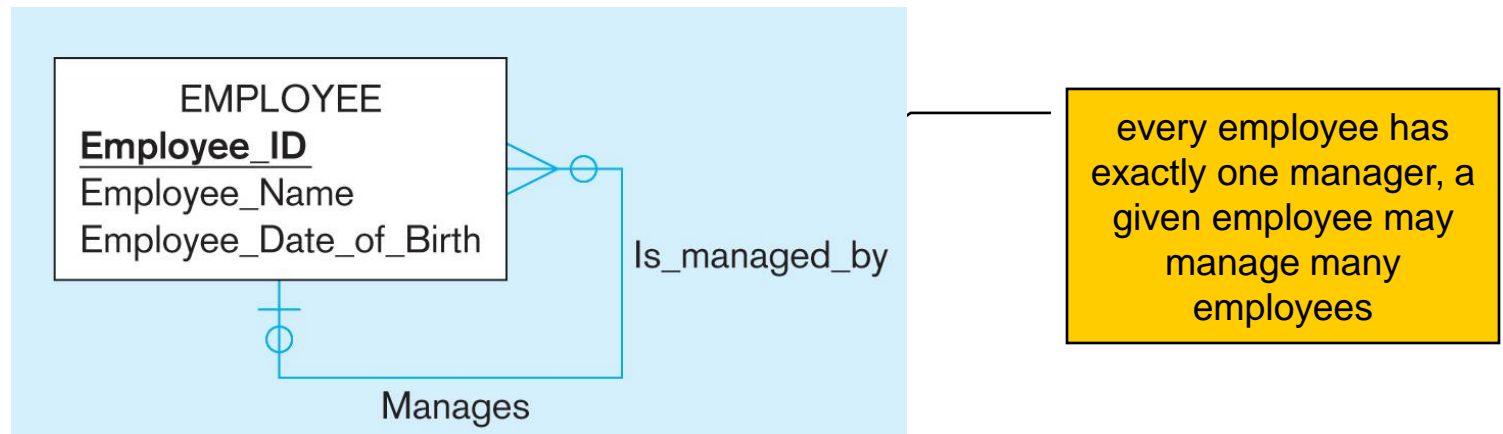 EMPLOYEE
Employee_ID
Employee_Name
Employee_Date_of_Birth
Is_managed_by
Manages
every employee has
exactly one manager, a
given employee may
manage many
employees